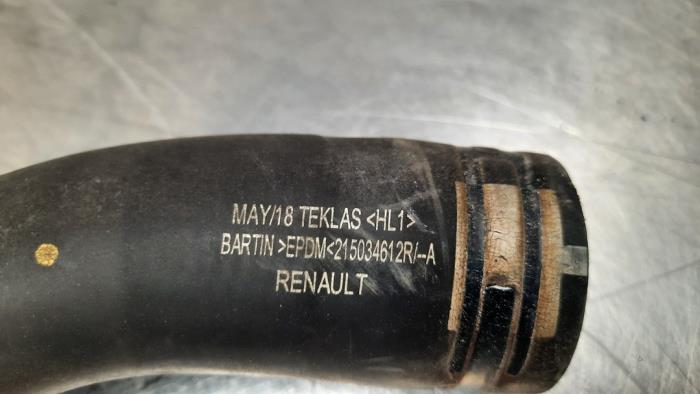 MAY/18 TEKLAS <HL1>
BARTIN >EPDM<215034612R/--A
RENAULT